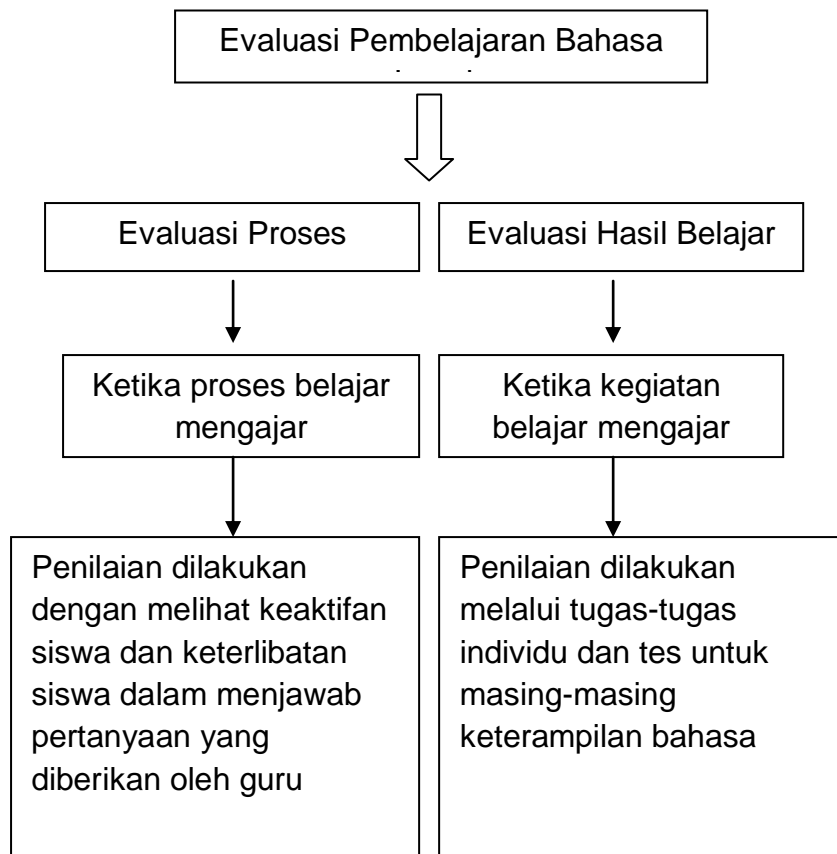 Evaluasi Pembelajaran Bahasa
Evaluasi Proses
Evaluasi Hasil Belajar
Ketika proses belajar
mengajar
Ketika kegiatan
belajar mengajar
Penilaian dilakukan
dengan melihat keaktifan
siswa dan keterlibatan
siswa dalam menjawab
pertanyaan yang
diberikan oleh guru
Penilaian dilakukan
melalui tugas-tugas
individu dan tes untuk
masing-masing
keterampilan bahasa